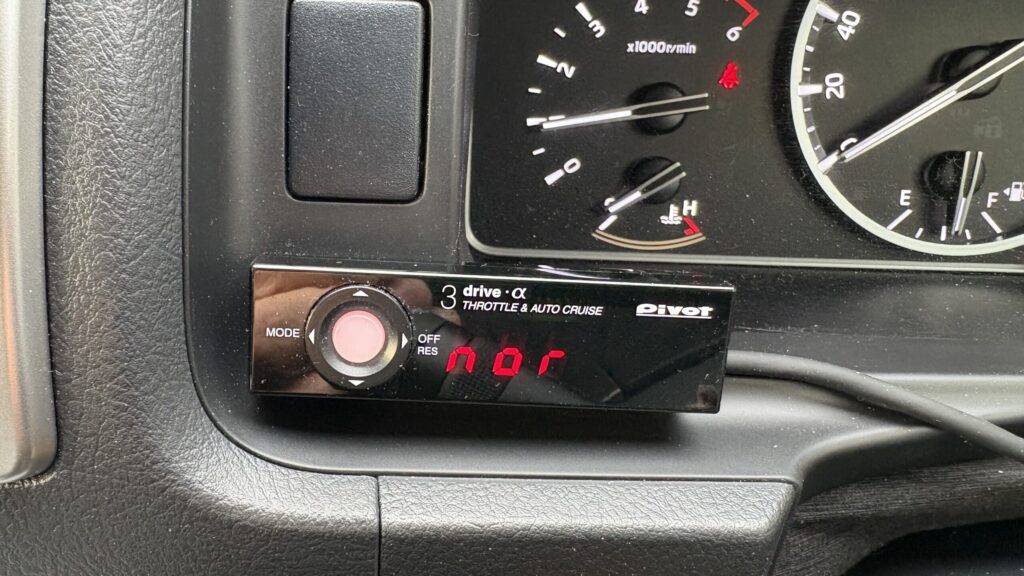 4
5
3
6
x1000r/min
2
0
H
40
20
0
E
F
3 drive・α
THROTTLE & AUTO CRUISE
Pivot
MODE
OFF
RES
nor